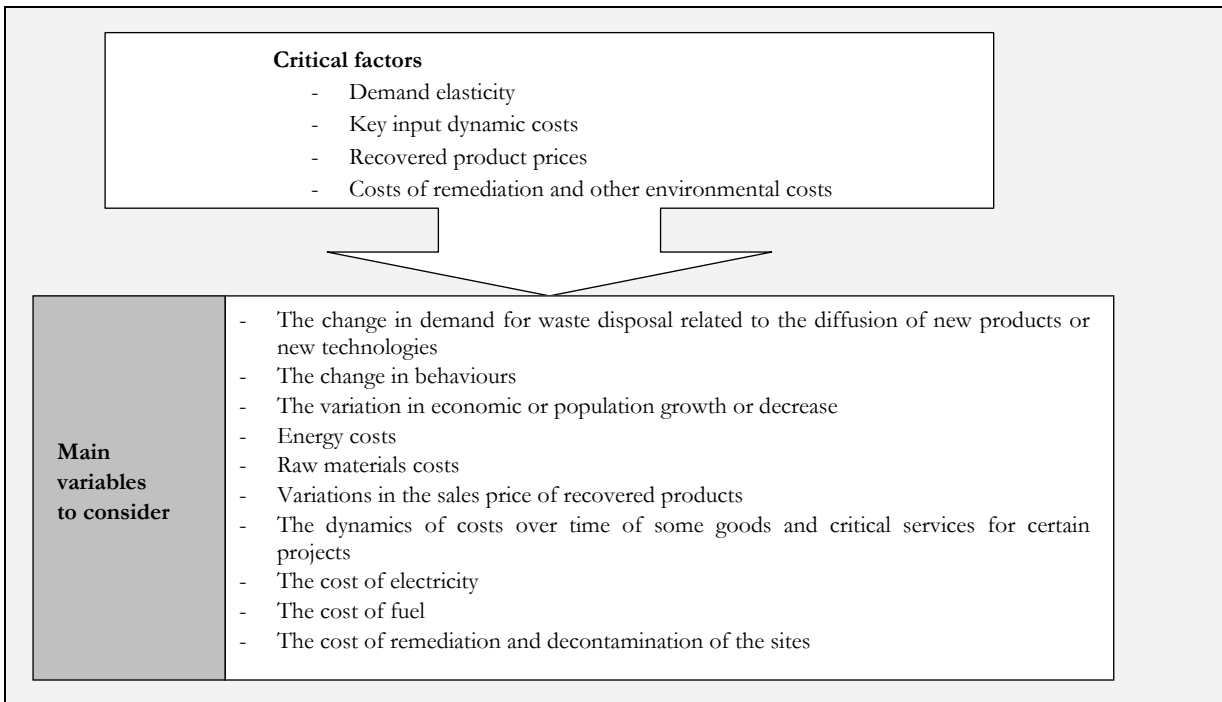 Critical factors
- Demand elasticity
- Key input dynamic costs
- Recovered product prices
- Costs of remediation and other environmental costs
Main
variables
to consider
- The change in demand for waste disposal related to the diffusion of new products or
new technologies
- The change in behaviours
- The variation in economic or population growth or decrease
- Energy costs
- Raw materials costs
- Variations in the sales price of recovered products
- The dynamics of costs over time of some goods and critical services for certain
projects
- The cost of electricity
- The cost of fuel
- The cost of remediation and decontamination of the sites